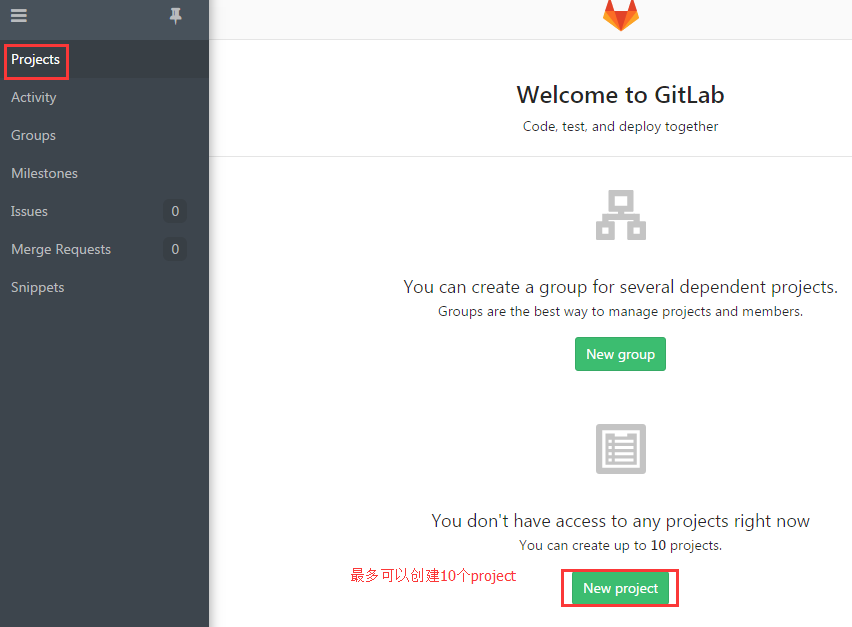 Projects
Activity
Groups
Milestones
Issues 0
Merge Requests 0
Snippets
Welcome to GitLab
Code, test, and deploy together
You can create a group for several dependent projects.
Groups are the best way to manage projects and members.
New group
You don't have access to any projects right now
You can create up to 10 projects.
最多可以创建10个project
New project